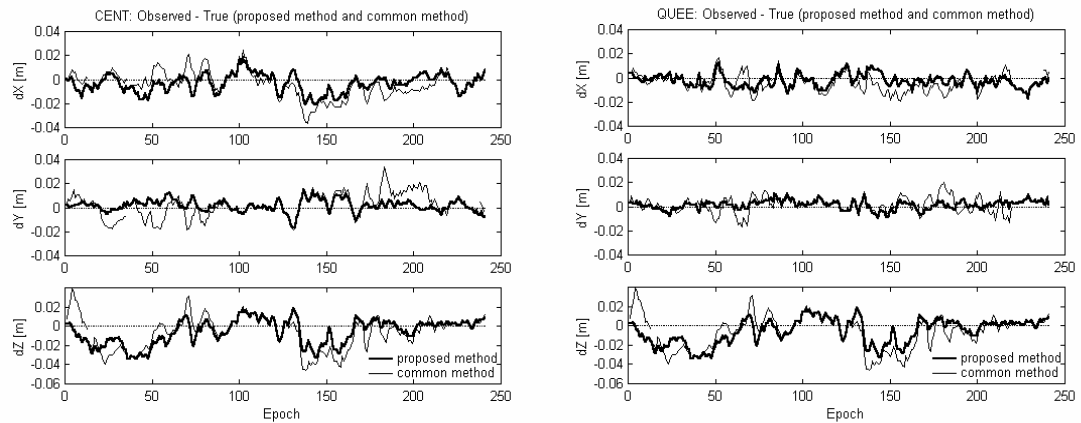 CENT: Observed - True (proposed method and common method)
0.04
0.02
0
-0.02
-0.04
dX [m]
0 50 100 150 200 250
0.04
0.02
0
-0.02
-0.04
dY [m]
0 50 100 150 200 250
0.02
0
-0.02
-0.04
-0.06
dZ [m]
proposed method
common method
0 50 100 150 200 250
Epoch
QUEE: Observed - True (proposed method and common method)
0.04
0.02
0
-0.02
-0.04
dX [m]
0 50 100 150 200 250
0.04
0.02
0
-0.02
-0.04
dY [m]
0 50 100 150 200 250
0.02
0
-0.02
-0.04
-0.06
dZ [m]
proposed method
common method
0 50 100 150 200 250
Epoch